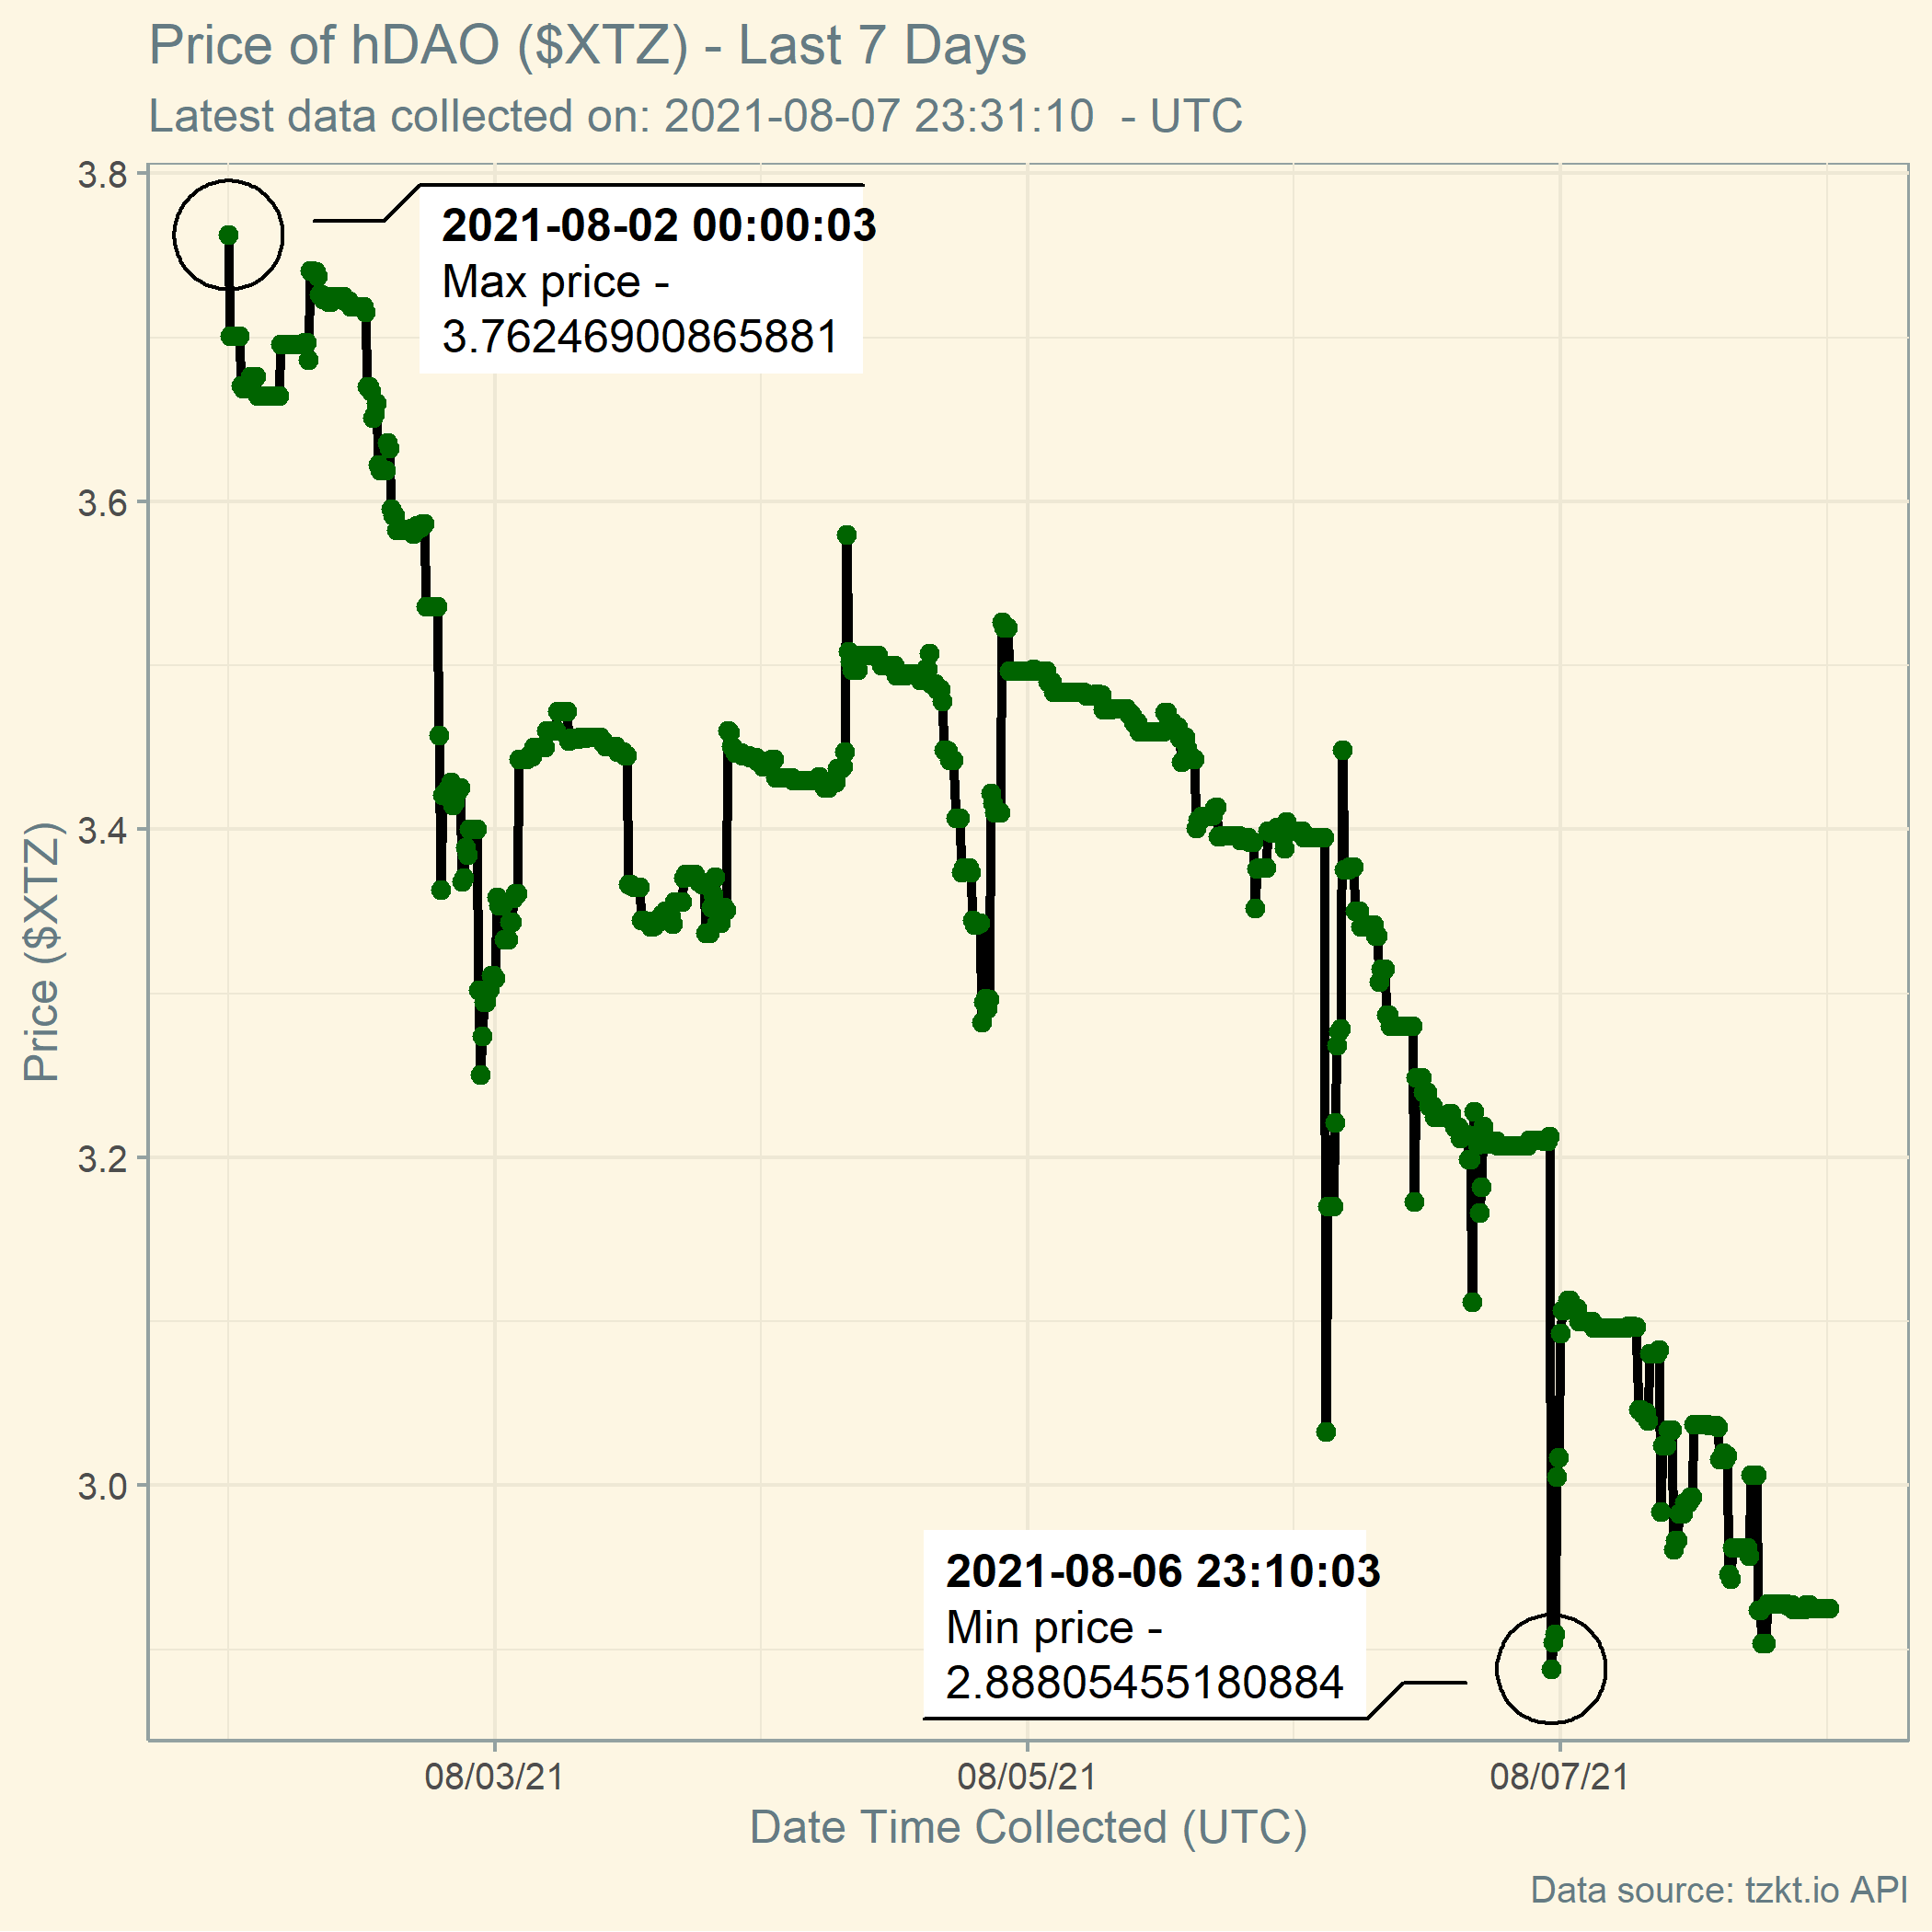 Price of hDAO ($XTZ) - Last 7 Days
Latest data collected on: 2021-08-07 23:31:10  - UTC
3.8
3.6
3.4
3.2
3.0
Price ($XTZ)
2021-08-02 00:00:03
Max price -
3.76246900865881
2021-08-06 23:10:03
Min price -
2.88805455180884
08/03/21
08/05/21
08/07/21
Date Time Collected (UTC)
Data source: tzkt.io API